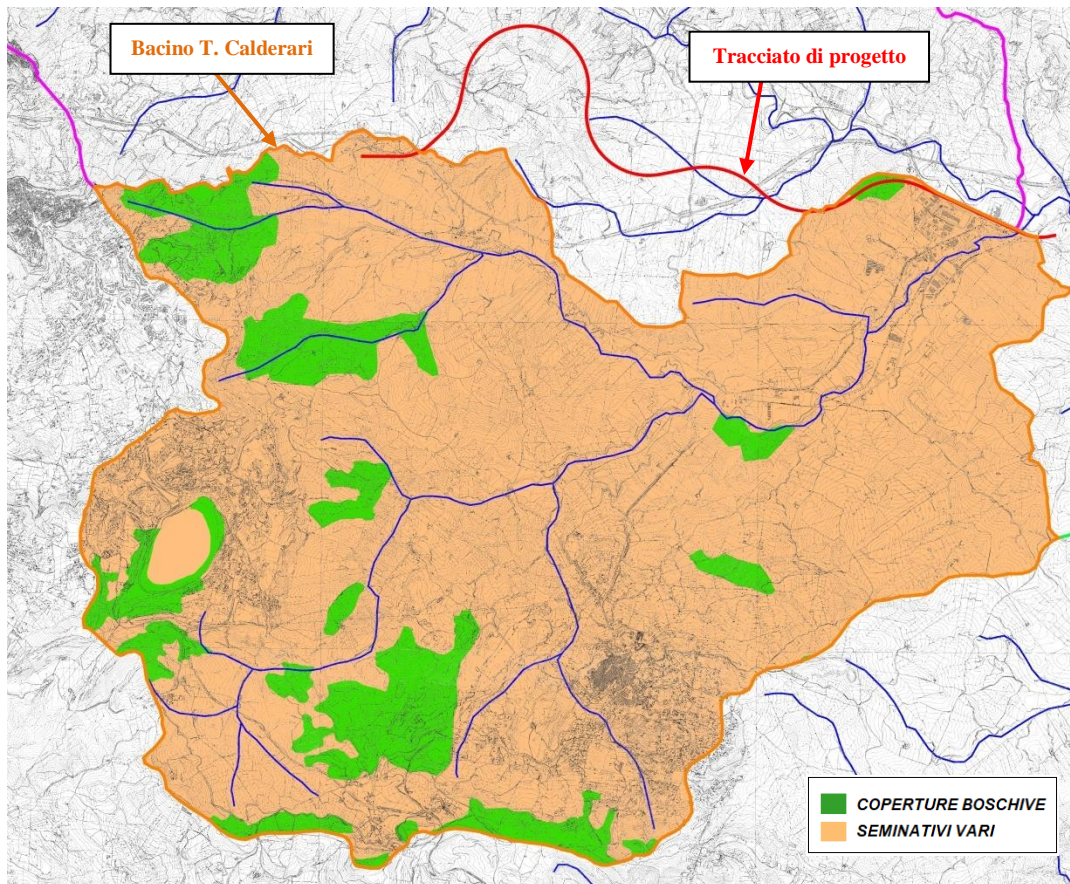 Bacino T. Calderari
Tracciato di progetto
COPERTURE BOSCHIVE
SEMINATIVI VARI